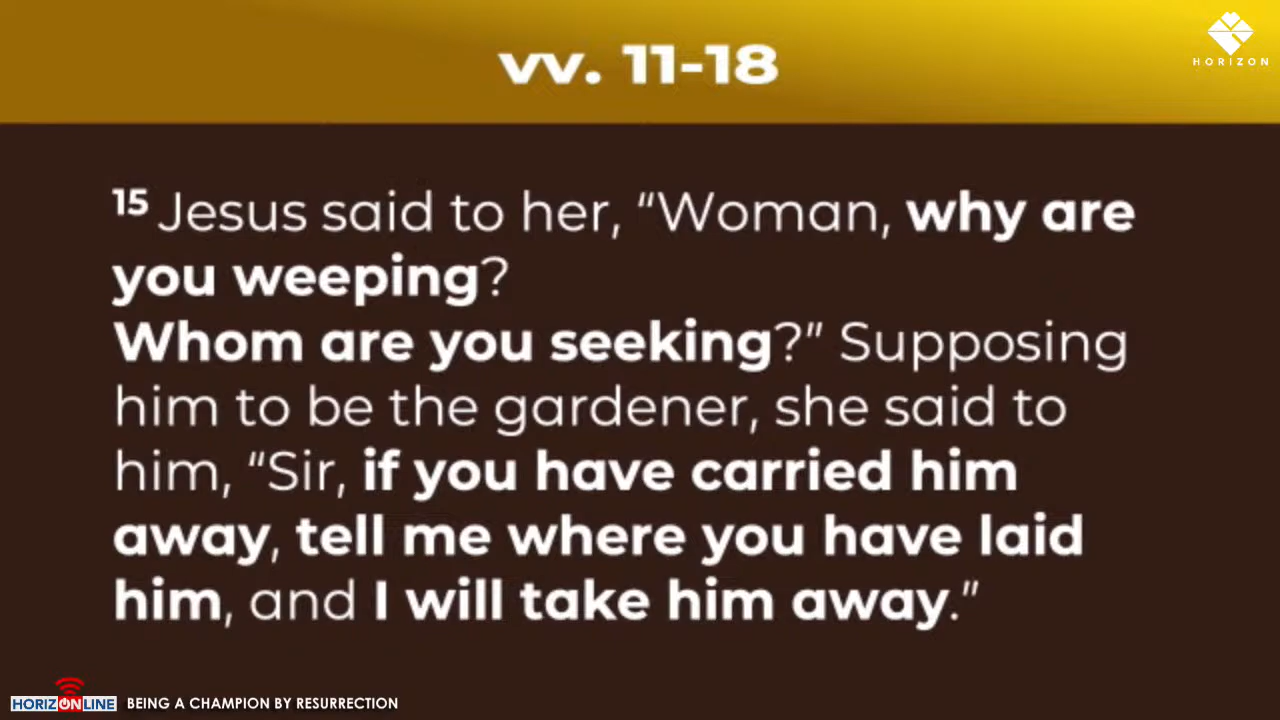 vv. 11-18
HORIZON
15 Jesus said to her, “Woman, why are
you weeping?
Whom are you seeking?” Supposing
him to be the gardener, she said to
him, “Sir, if you have carried him
away, tell me where you have laid
him, and I will take him away.”
HORIZONLINE BEING A CHAMPION BY RESURRECTION